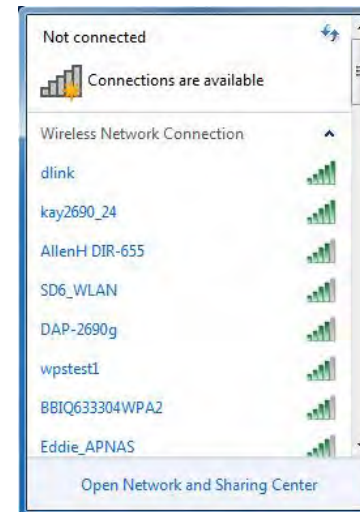 Not connected
Connections are available
Wireless Network Connection
dlink
kay2690_24
AllenH DIR-655
SD6_WLAN
DAP-2690g
wpstest1
BBIQ633304WPA2
Eddie_APNAS
Open Network and Sharing Center